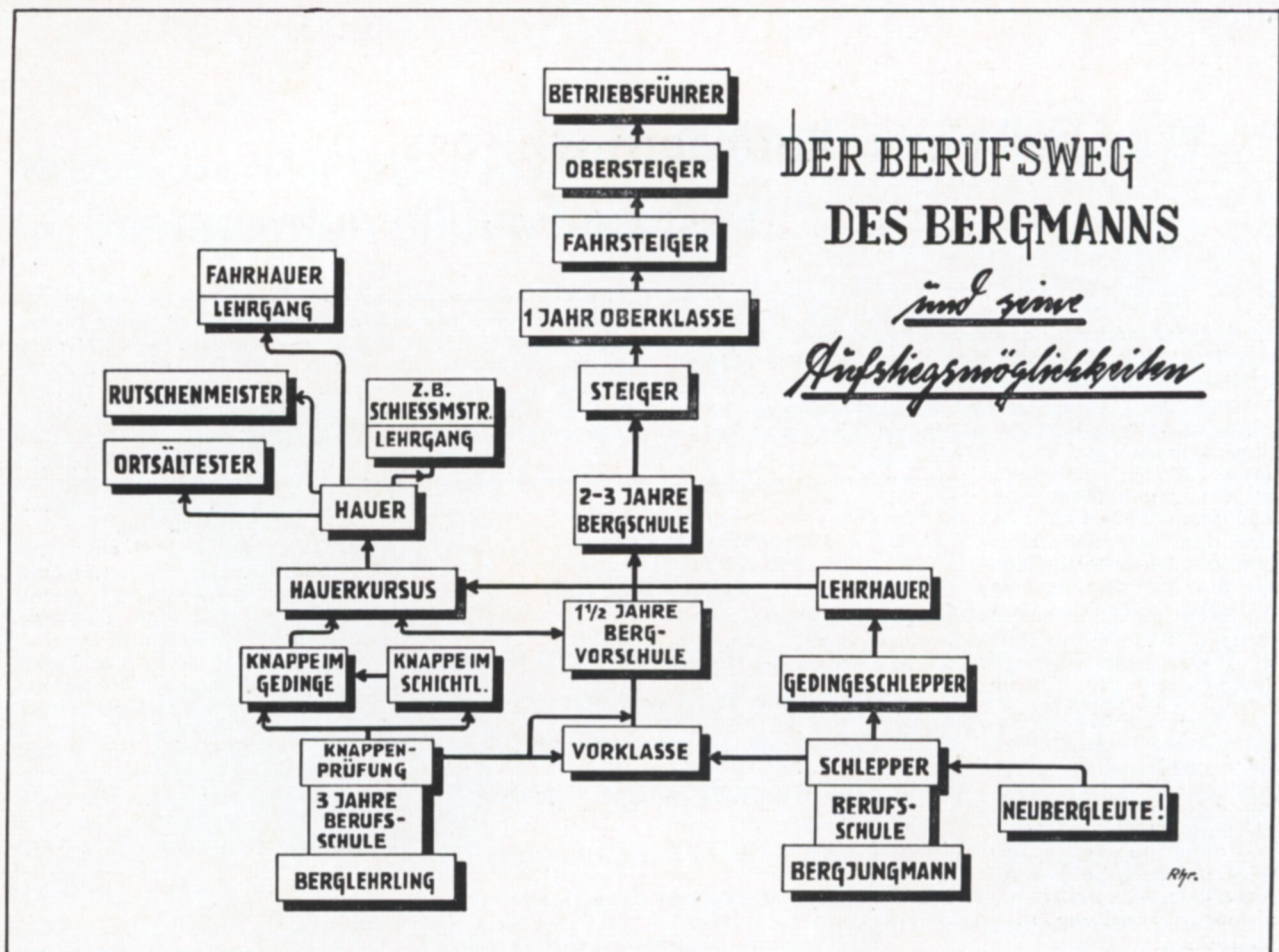 DER BERUFSWEG
DES BERGMANNS
und seine
Aufstiegsmöglichkeiten
BETRIEBSFÜHRER
OBERSTEIGER
FAHRSTEIGER
1 JAHR OBERKLASSE
STEIGER
2-3 JAHRE
BERGSCHULE
1½ JAHRE
BERG-
VORSCHULE
VORKLASSE
FAHRHAUER
LEHRGANG
RUTSCHENMEISTER
Z.B.
SCHIESSMSTR.
LEHRGANG
ORTSÄLTESTER
HAUER
HAUERKURSUS
KNAPPE IM
GEDINGE
KNAPPE IM
SCHICHTL.
KNAPPEN-
PRÜFUNG
3 JAHRE
BERUFS-
SCHULE
BERGLEHRLING
LEHRHAUER
GEDINGESCHLEPPER
SCHLEPPER
BERUFS-
SCHULE
BERGJUNGMANN
NEUBERGLEUTE!
Rhr.